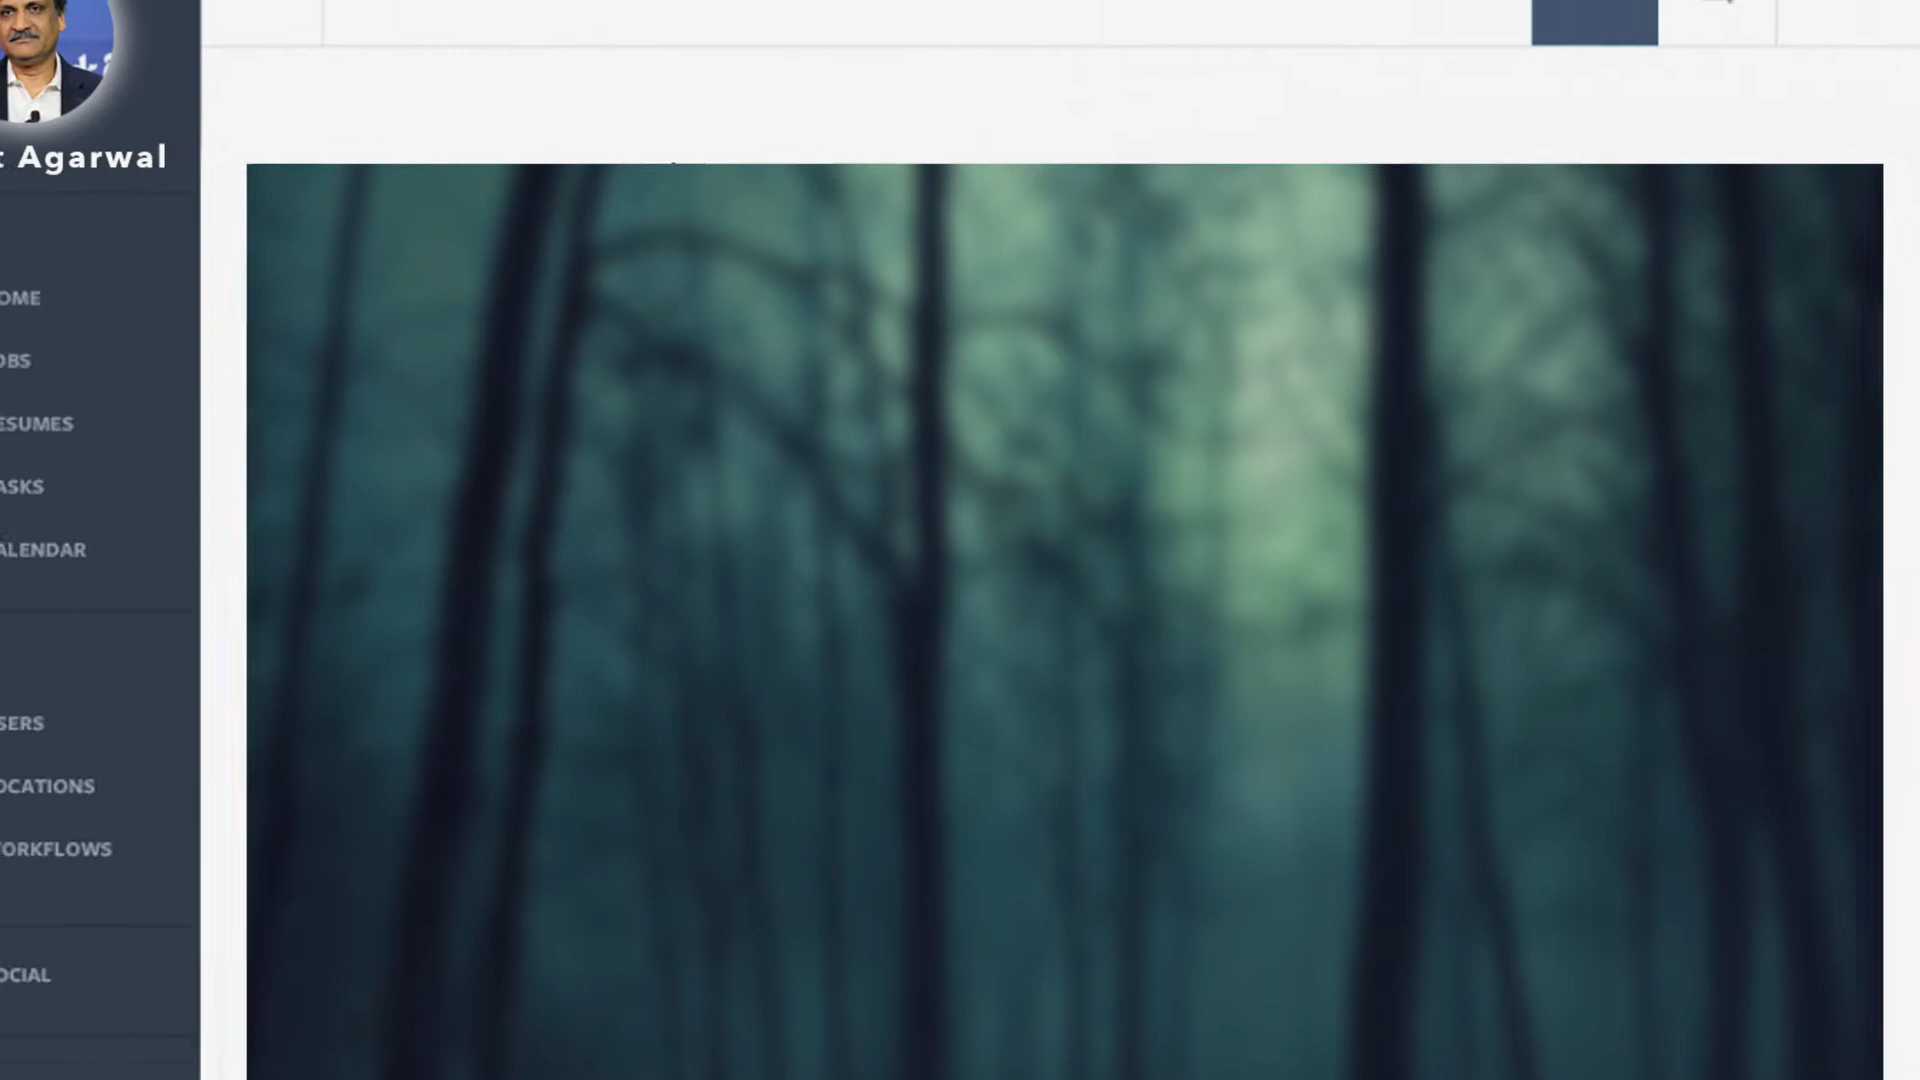 t Agarwal
OME
OBS
ESUMES
ASKS
ALENDAR
SERS
OCATIONS
ORKFLOWS
OCIAL